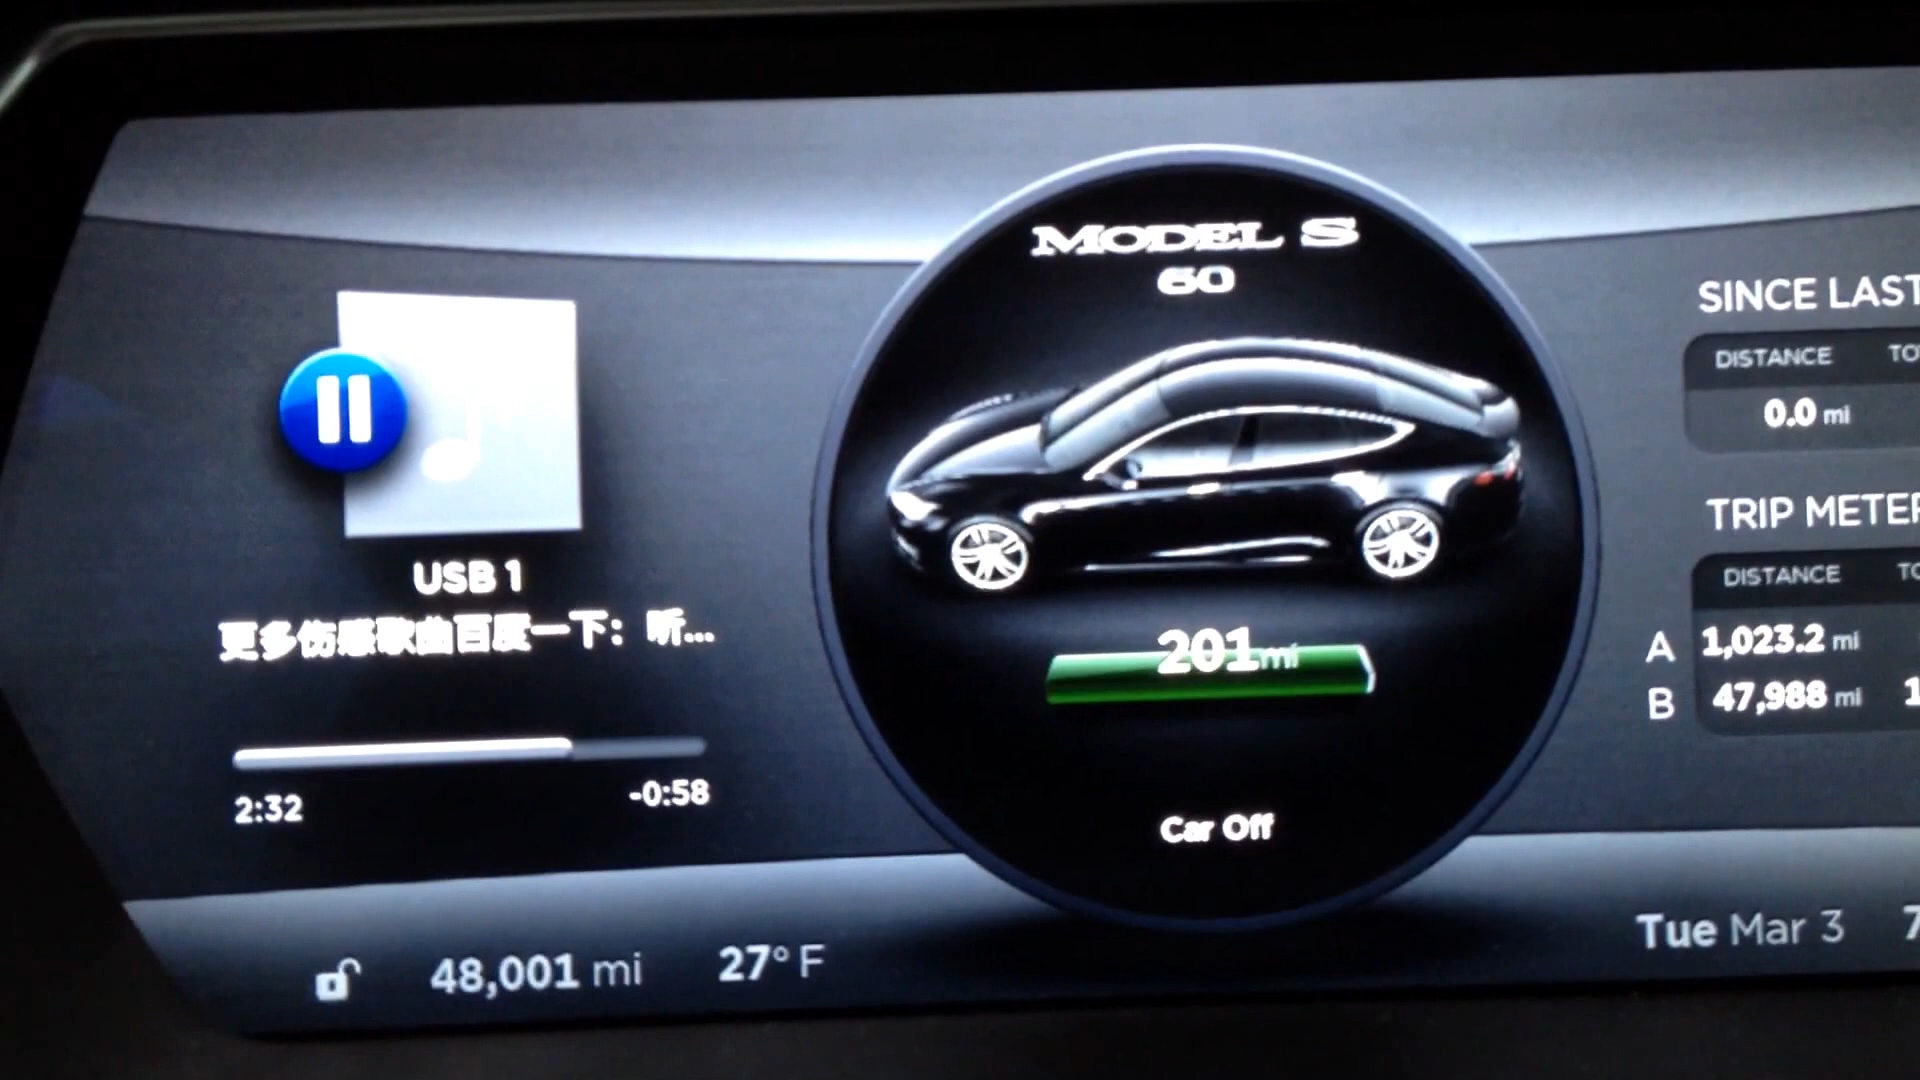 MODEL S
60
USB 1
更多伤感歌曲百度一下：听...
2:32
-0:58
201mi
Car Off
SINCE LAST
DISTANCE
0.0 mi
TRIP METER
DISTANCE
A 1,023.2 mi
B 47,988 mi
48,001 mi 27° F
Tue Mar 3